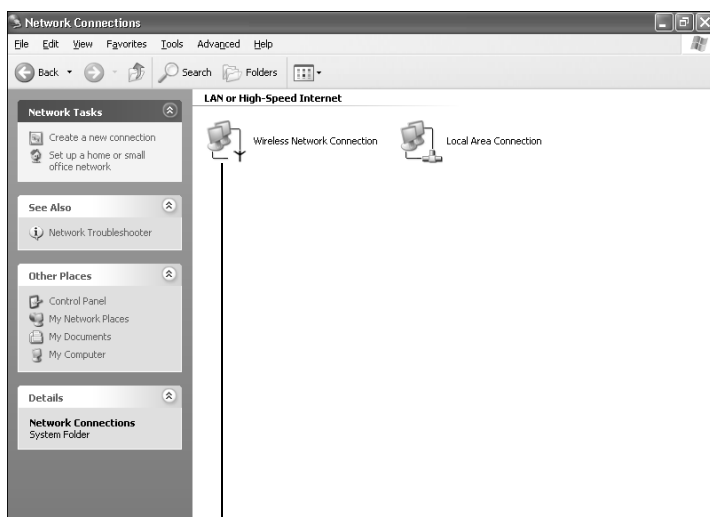 Network Connections
File Edit View Favorites Tools Advanced Help
Back Search Folders
LAN or High-Speed Internet
Network Tasks
Create a new connection
Set up a home or small
office network
See Also
Network Troubleshooter
Other Places
Control Panel
My Network Places
My Documents
My Computer
Details
Network Connections
System Folder
Wireless Network Connection
Local Area Connection